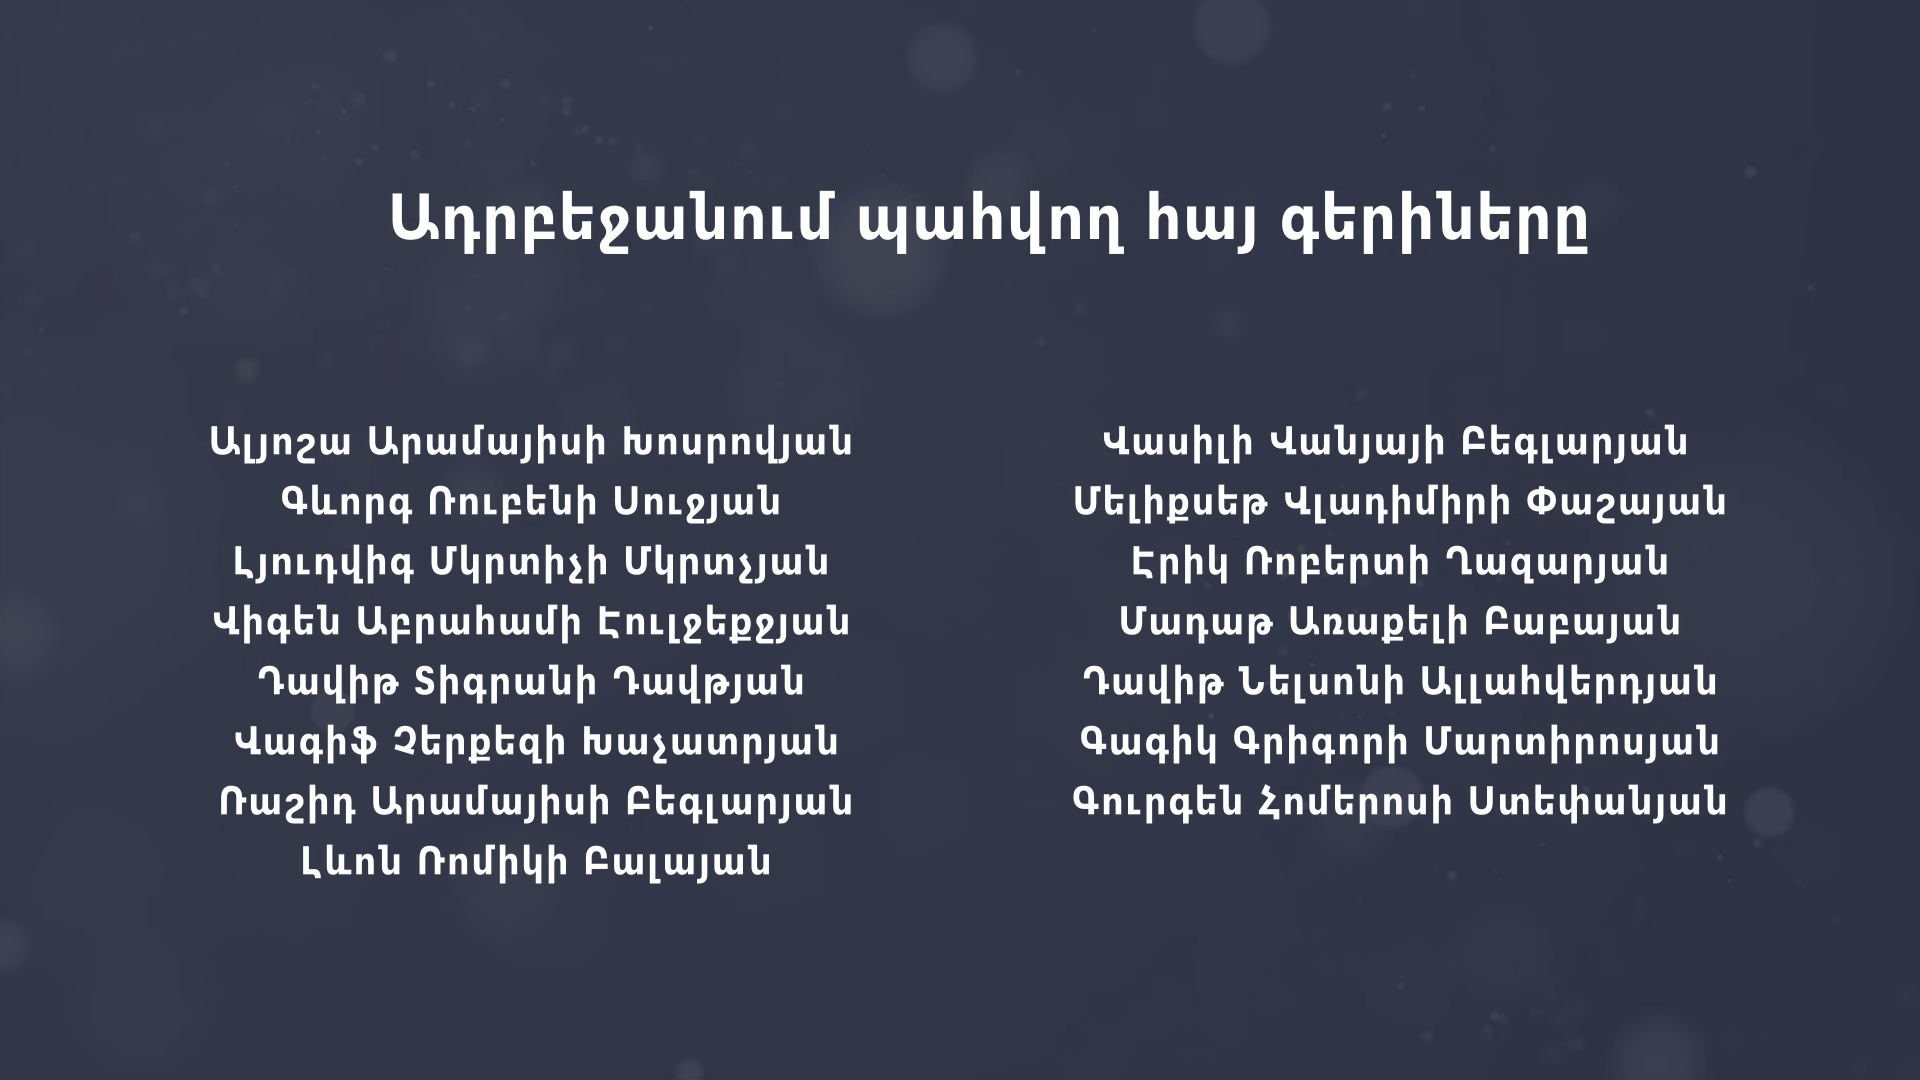 Ադրբեջանում պահվող հայ գերիները
Ալյոշա Արամայիսի Խոսրովյան
Գևորգ Ռուբենի Սուջյան
Լյուդվիգ Մկրտիչի Մկրտչյան
Վիգեն Աբրահամի Էուլջեքջյան
Դավիթ Տիգրանի Դավթյան
Վագիֆ Չերքեզի Խաչատրյան
Ռաշիդ Արամայիսի Բեգլարյան
Լևոն Ռոմիկի Բալայան
Վասիլի Վանյայի Բեգլարյան
Մելիքսեթ Վլադիմիրի Փաշայան
Էրիկ Ռոբերտի Ղազարյան
Մադաթ Առաքելի Բաբայան
Դավիթ Նելսոնի Ալլահվերդյան
Գագիկ Գրիգորի Մարտիրոսյան
Գուրգեն Հոմերոսի Ստեփանյան